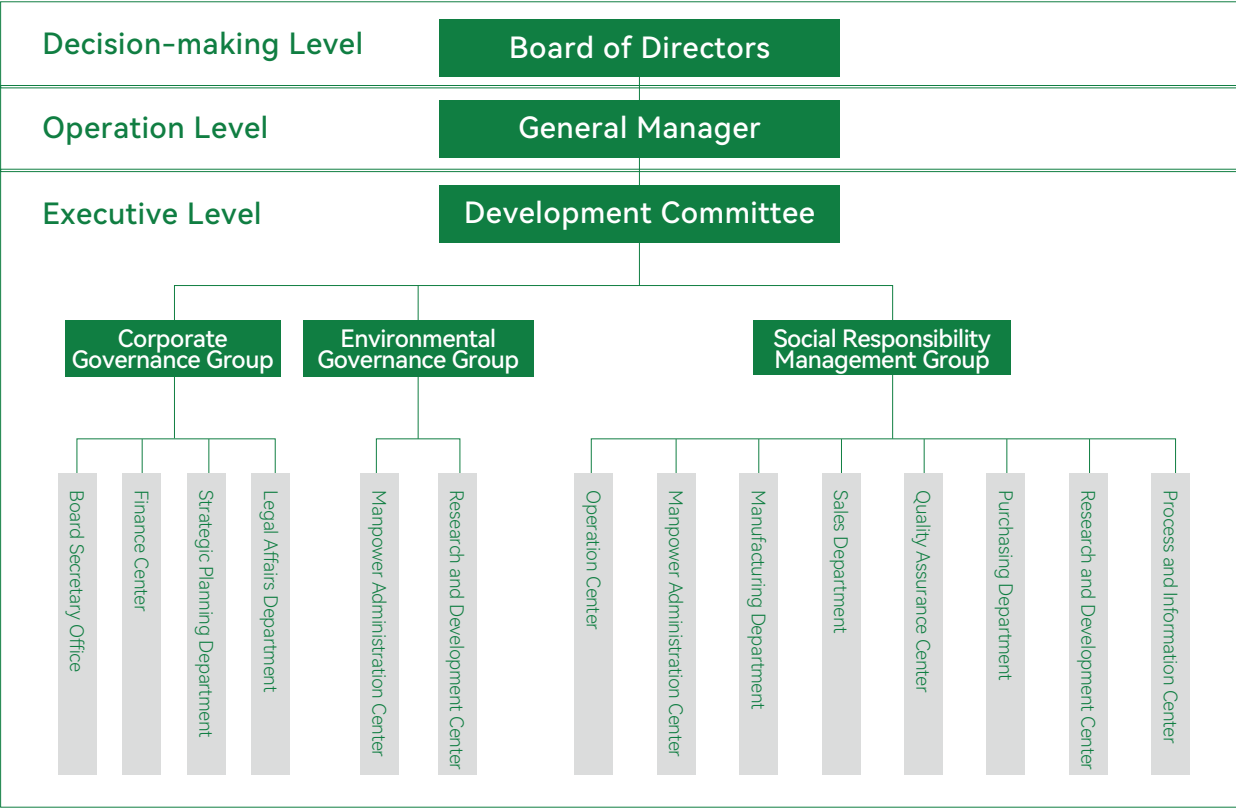 Decision-making Level
Board of Directors
Operation Level
General Manager
Executive Level
Development Committee
Corporate
Governance Group
Environmental
Governance Group
Social Responsibility
Management Group
Board Secretary Office
Finance Center
Strategic Planning Department
Legal Affairs Department
Manpower Administration Center
Research and Development Center
Operation Center
Manpower Administration Center
Manufacturing Department
Sales Department
Quality Assurance Center
Purchasing Department
Research and Development Center
Process and Information Center